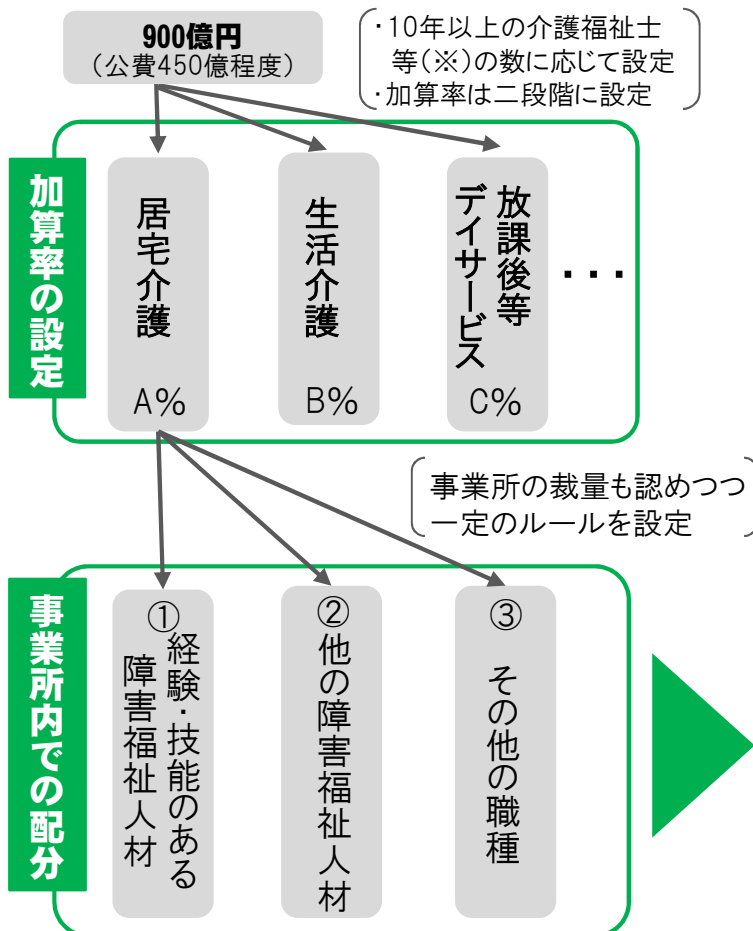 900億円
（公費450億程度）
・10年以上の介護福祉士
等(※)の数に応じて設定
・加算率は二段階に設定
加算率の設定
居宅介護
A%
生活介護
B%
放課後等
デイサービス
C%
・・・
事業所の裁量も認めつつ
一定のルールを設定
事業所内での配分
①
経験・技能のある
障害福祉人材
②
他の障害福祉人材
③
その他の職種